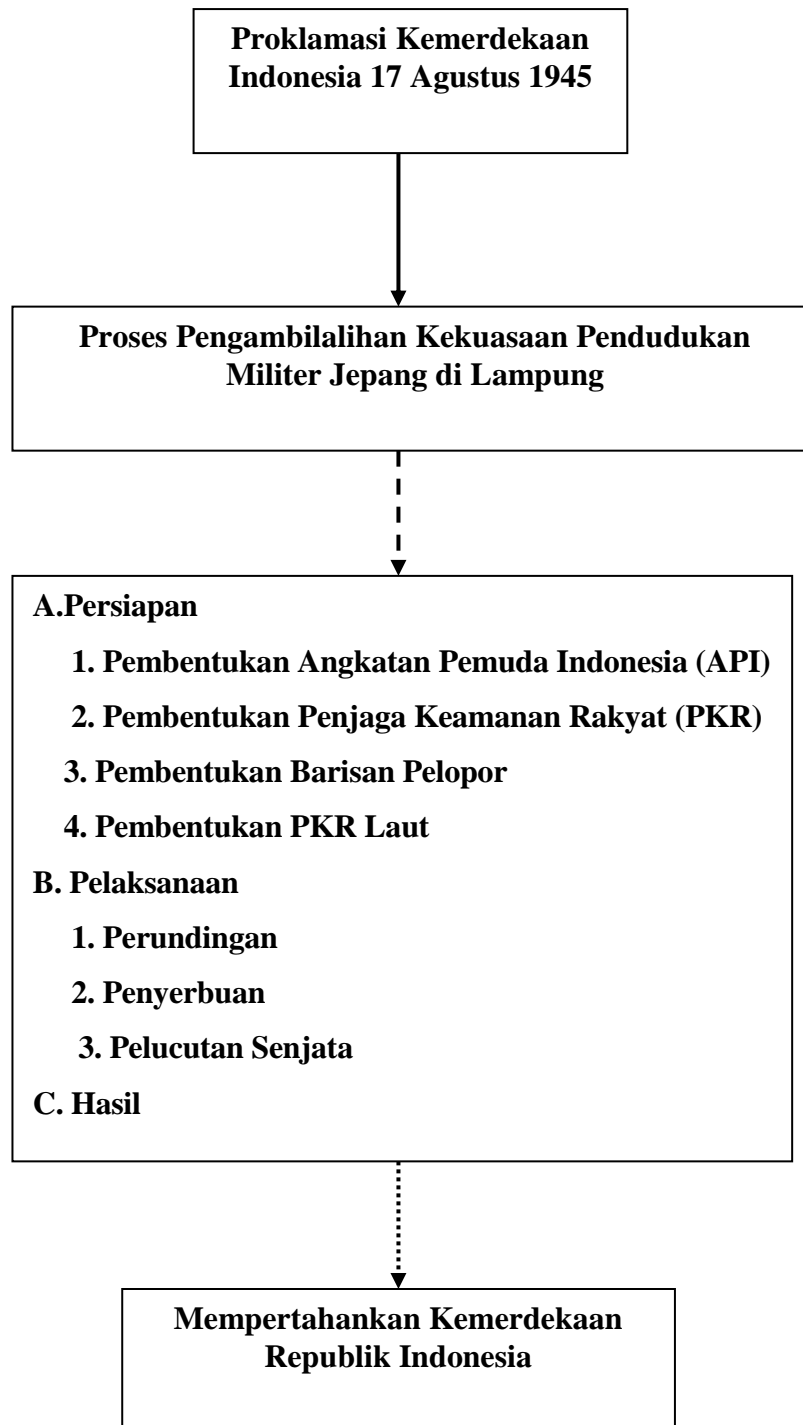 Proklamasi Kemerdekaan
Indonesia 17 Agustus 1945
Proses Pengambilalihan Kekuasaan Pendudukan
Militer Jepang di Lampung
A.Persiapan
1. Pembentukan Angkatan Pemuda Indonesia (API)
2. Pembentukan Penjaga Keamanan Rakyat (PKR)
3. Pembentukan Barisan Pelopor
4. Pembentukan PKR Laut
B. Pelaksanaan
1. Perundingan
2. Penyerbuan
3. Pelucutan Senjata
C. Hasil
Mempertahankan Kemerdekaan
Republik Indonesia